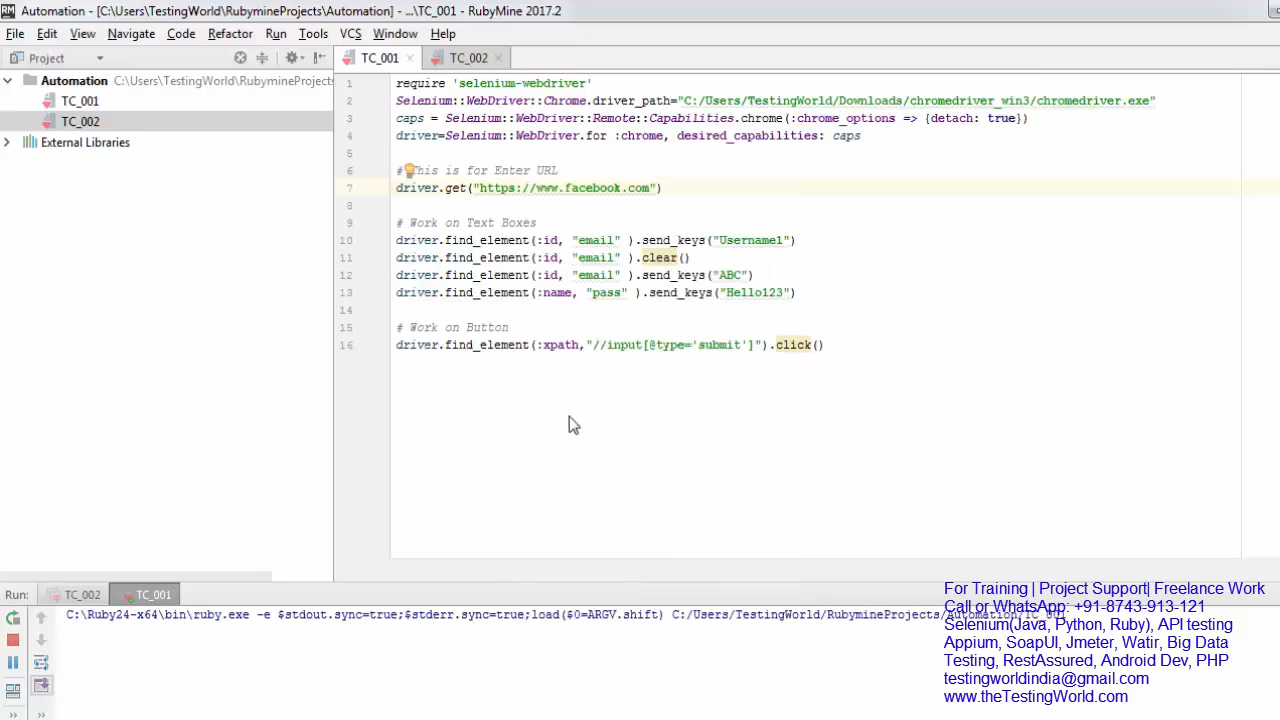 Automation - [C:\Users\TestingWorld\RubymineProjects\Automation] - ...\TC_001 - RubyMine 2017.2
File Edit View Navigate Code Refactor Run Tools VCS Window Help
Project TC_001 TC_002
Automation C:\Users\TestingWorld\RubymineProjects
TC_001
TC_002
External Libraries
1 require 'selenium-webdriver'
2 Selenium::WebDriver::Chrome.driver_path="C:/Users/TestingWorld/Downloads/chromedriver_win3/chromedriver.exe"
3 caps = Selenium::WebDriver::Remote::Capabilities.chrome(:chrome_options => {detach: true})
4 driver=Selenium::WebDriver.for :chrome, desired_capabilities: caps
5
6 # This is for Enter URL
7 driver.get("https://www.facebook.com")
8
9 # Work on Text Boxes
10 driver.find_element(:id, "email" ).send_keys("Username1")
11 driver.find_element(:id, "email" ).clear()
12 driver.find_element(:id, "email" ).send_keys("ABC")
13 driver.find_element(:name, "pass" ).send_keys("Hello123")
14
15 # Work on Button
16 driver.find_element(:xpath,"//input[@type='submit']").click()
Run: TC_002 TC_001
C:\Ruby24-x64\bin\ruby.exe -e $stdout.sync=true;$stderr.sync=true;load($0=ARGV.shift) C:/Users/TestingWorld/RubymineProjects/Automation/TC_001
For Training | Project Support| Freelance Work
Call or WhatsApp: +91-8743-913-121
Selenium(Java, Python, Ruby), API testing
Appium, SoapUI, Jmeter, Watir, Big Data
Testing, RestAssured, Android Dev, PHP
testingworldindia@gmail.com
www.theTestingWorld.com